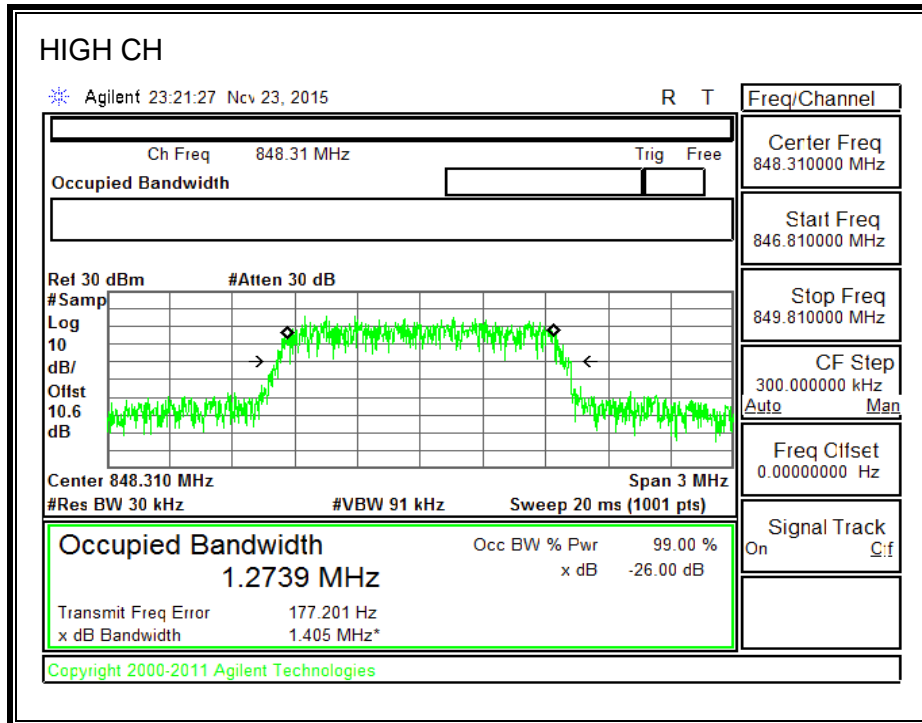 HIGH CH
Agilent 23:21:27 Nov 23, 2015 R T
Freq/Channel
Ch Freq 848.31 MHz Trig Free
Occupied Bandwidth
Center Freq
848.310000 MHz
Start Freq
846.810000 MHz
Stop Freq
849.810000 MHz
CF Step
300.000000 kHz
Auto Man
Freq Offset
0.00000000 Hz
Signal Track
On Off
Ref 30 dBm #Atten 30 dB
#Samp
Log
10
dB/
Offst
10.6
dB
Center 848.310 MHz Span 3 MHz
#Res BW 30 kHz #VBW 91 kHz Sweep 20 ms (1001 pts)
Occupied Bandwidth Occ BW % Pwr 99.00 %
1.2739 MHz x dB -26.00 dB
Transmit Freq Error 177.201 Hz
x dB Bandwidth 1.405 MHz*
Copyright 2000-2011 Agilent Technologies